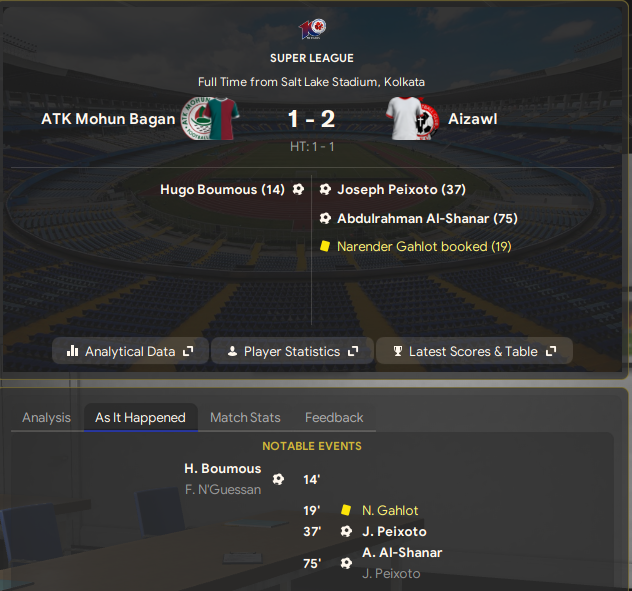 SUPER LEAGUE
Full Time from Salt Lake Stadium, Kolkata
ATK Mohun Bagan 1 - 2 Aizawl
HT: 1 - 1
Hugo Boumous (14) Joseph Peixoto (37)
Abdulrahman Al-Shanar (75)
Narender Gahlot booked (19)
Analytical Data Player Statistics Latest Scores & Table
Analysis As It Happened Match Stats Feedback
NOTABLE EVENTS
H. Boumous 14'
F. N'Guessan
19' N. Gahlot
37' J. Peixoto
75' A. Al-Shanar
J. Peixoto